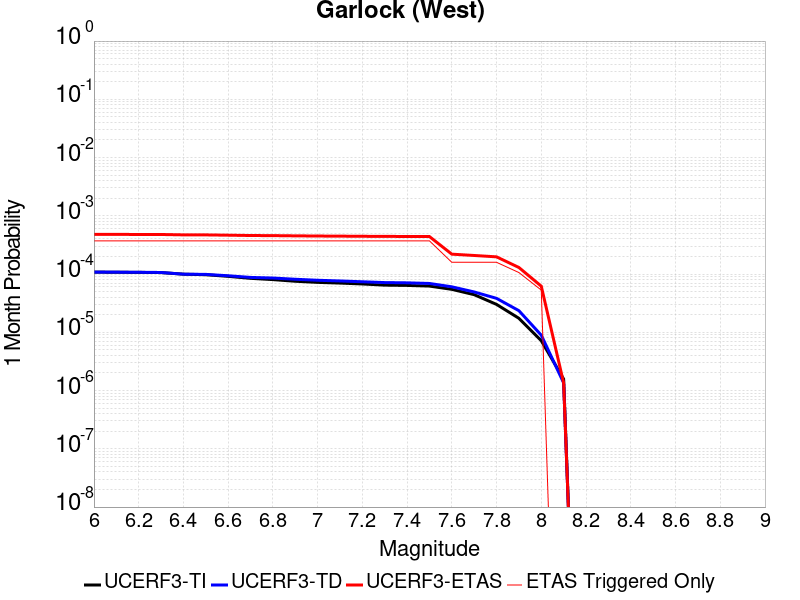 Garlock (West)
10^0
10^-1
10^-2
10^-3
10^-4
10^-5
10^-6
10^-7
10^-8
1 Month Probability
6 6.2 6.4 6.6 6.8 7 7.2 7.4 7.6 7.8 8 8.2 8.4 8.6 8.8 9
Magnitude
UCERF3-TI UCERF3-TD UCERF3-ETAS ETAS Triggered Only